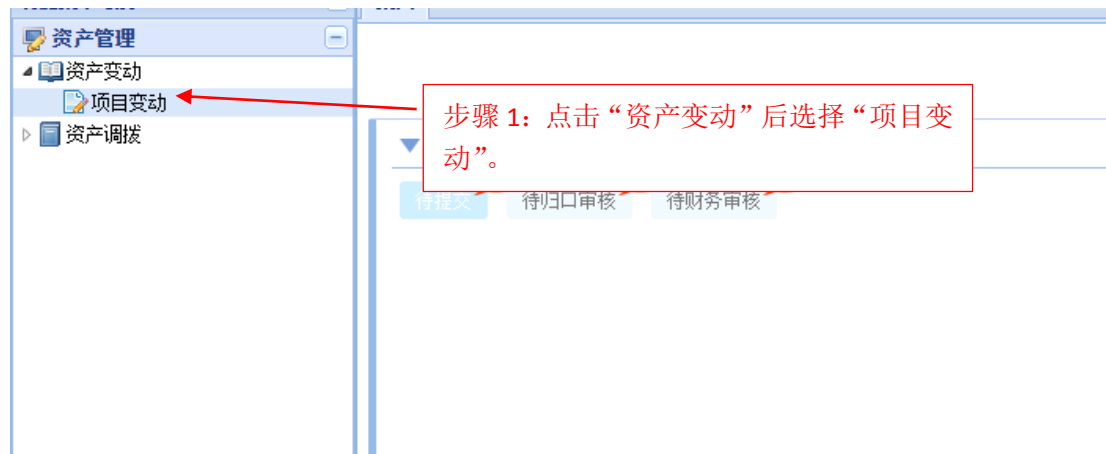 资产管理
资产变动
项目变动
资产调拨
步骤 1：点击“资产变动”后选择“项目变
动”。
待提交
待归口审核
待财务审核